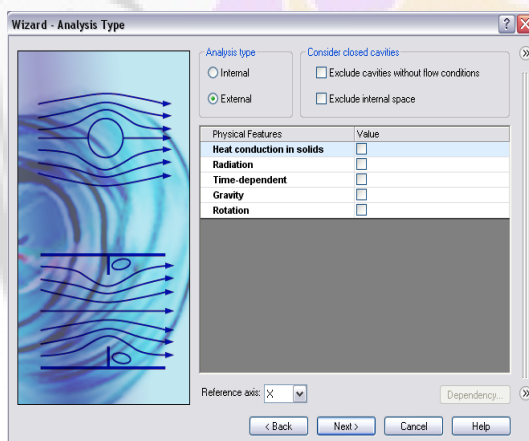 Wizard - Analysis Type
Analysis type
Internal
External
Consider closed cavities
Exclude cavities without flow conditions
Exclude internal space
Physical Features Value
Heat conduction in solids
Radiation
Time-dependent
Gravity
Rotation
Reference axis: X
Dependency...
< Back Next > Cancel Help